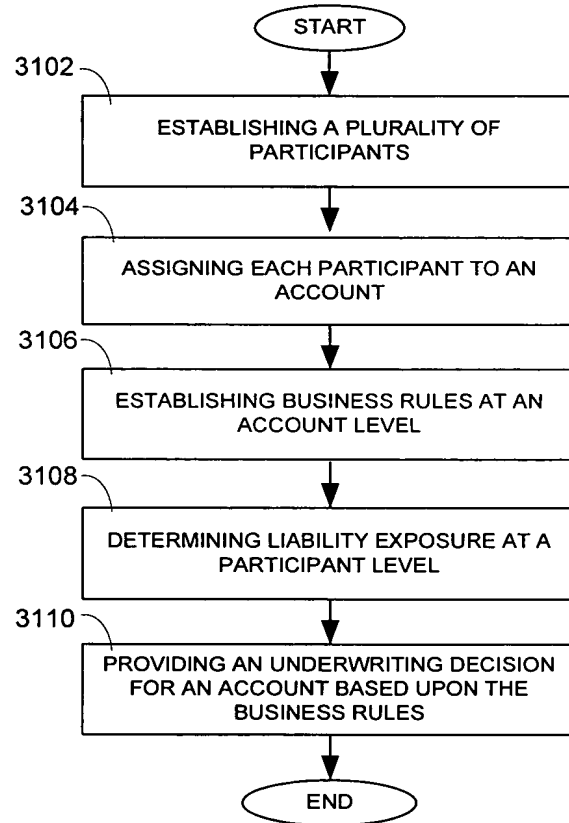 START
3102
ESTABLISHING A PLURALITY OF
PARTICIPANTS
3104
ASSIGNING EACH PARTICIPANT TO AN
ACCOUNT
3106
ESTABLISHING BUSINESS RULES AT AN
ACCOUNT LEVEL
3108
DETERMINING LIABILITY EXPOSURE AT A
PARTICIPANT LEVEL
3110
PROVIDING AN UNDERWRITING DECISION
FOR AN ACCOUNT BASED UPON THE
BUSINESS RULES
END